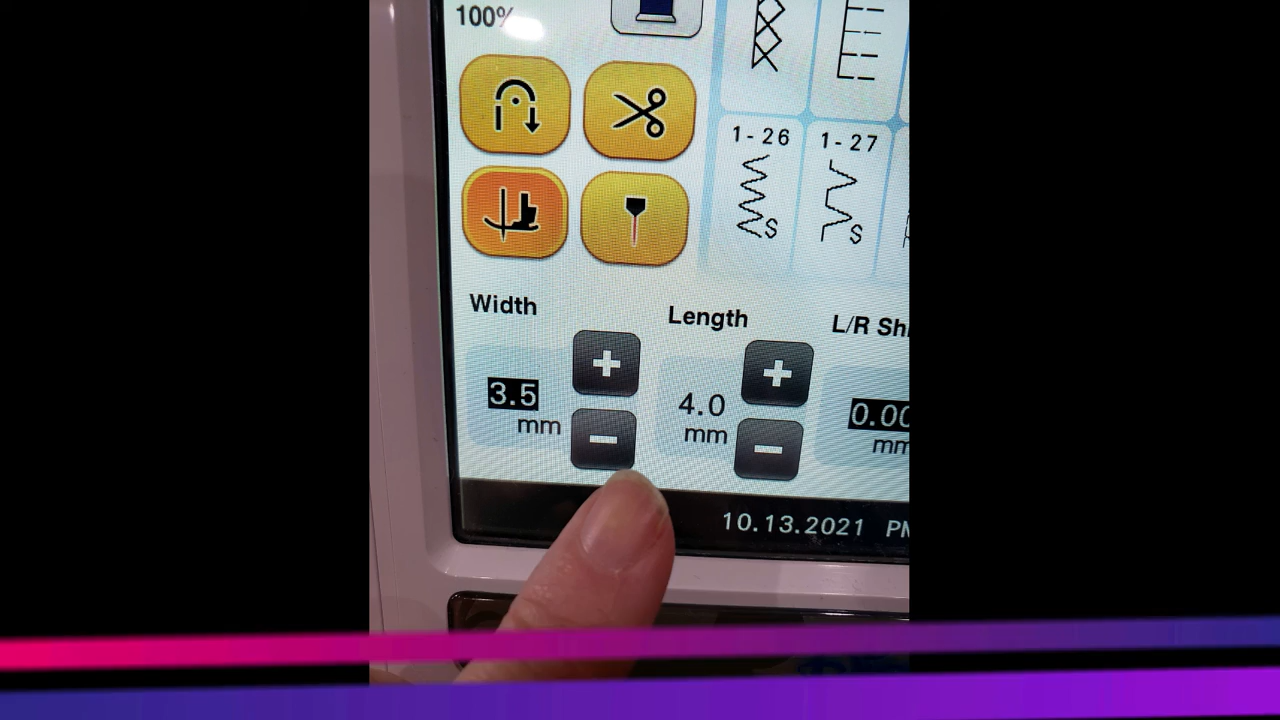 100%
1-26
1-27
S
S
Width
Length
L/R Sh
3.5
mm
4.0
mm
0.00
mm
10.13.2021 PM